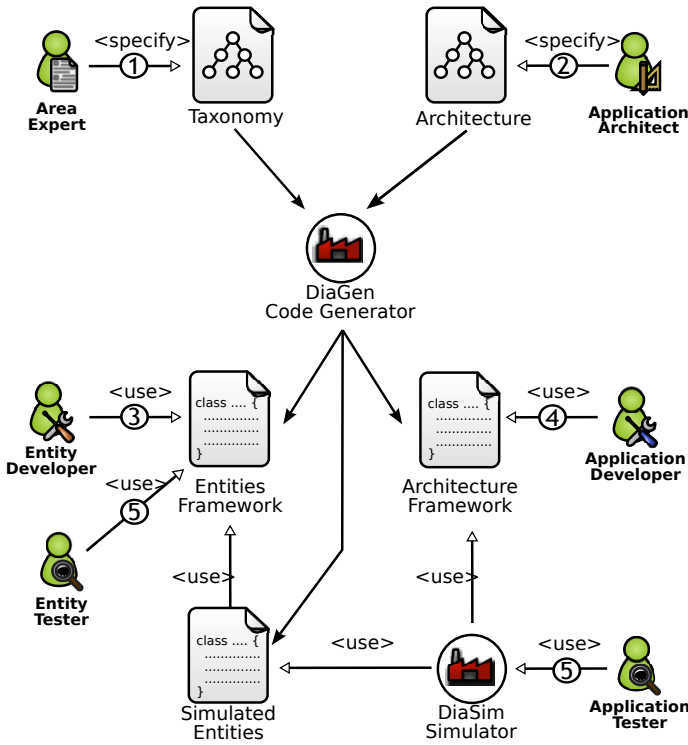 <specify>
<specify>
1
2
Area
Expert
Taxonomy
Architecture
Application
Architect
DiaGen
Code Generator
<use>
<use>
class .... {
..............
..............
..............
}
class .... {
..............
..............
..............
}
3
4
Entity
Developer
Application
Developer
<use>
5
Entities
Framework
Architecture
Framework
<use>
<use>
Entity
Tester
class .... {
..............
..............
..............
}
<use>
<use>
5
Simulated
Entities
DiaSim
Simulator
Application
Tester